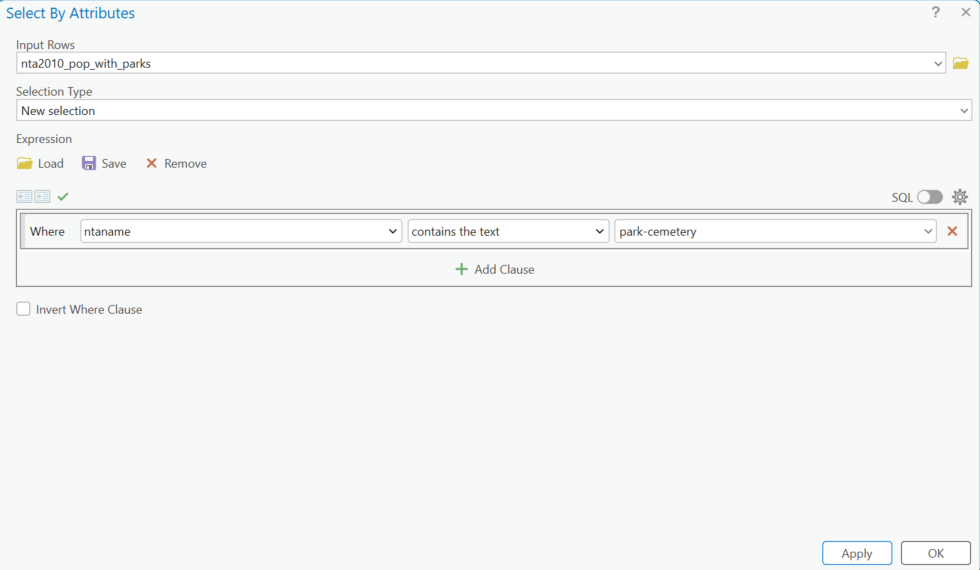 Select By Attributes ? ×
Input Rows
nta2010_pop_with_parks
Selection Type
New selection
Expression
Load Save Remove
SQL
Where ntaname contains the text park-cemetery
Add Clause
Invert Where Clause
Apply OK